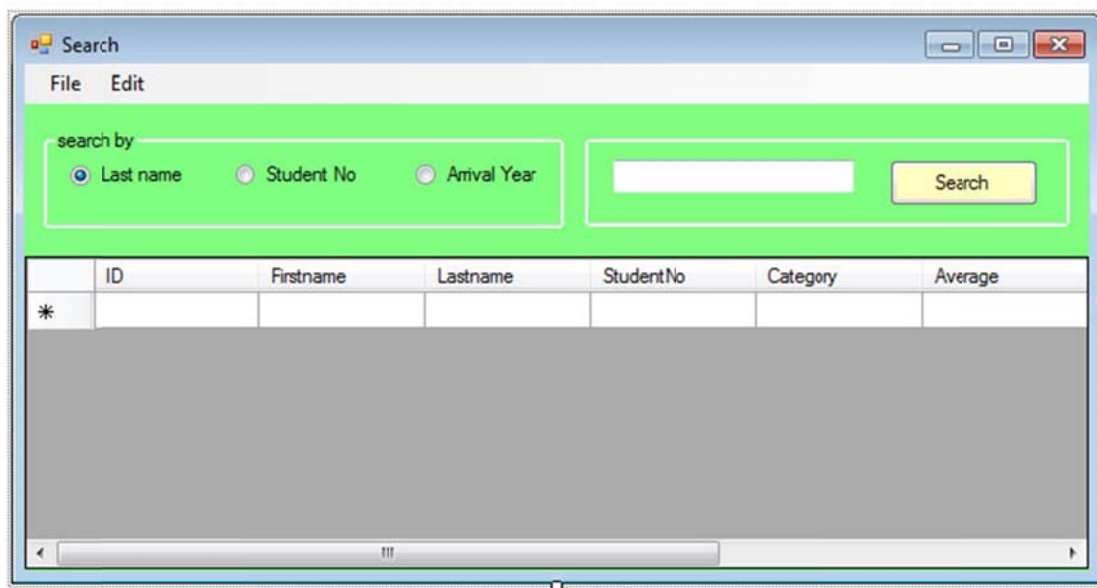 Search
File Edit
search by
Last name Student No Arrival Year
Search
ID Firstname Lastname StudentNo Category Average